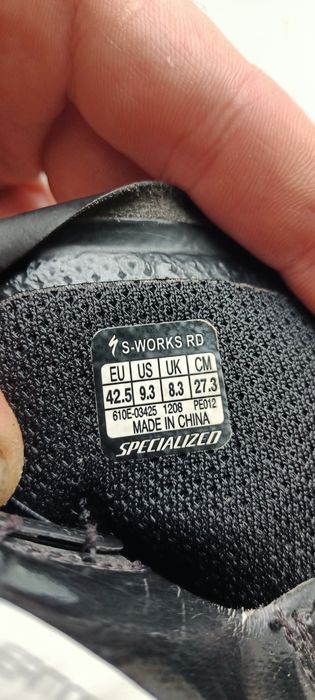 S-WORKS RD
EU US UK CM
42.5 9.3 8.3 27.3
610E-03425 1208 PE012
MADE IN CHINA
SPECIALIZED